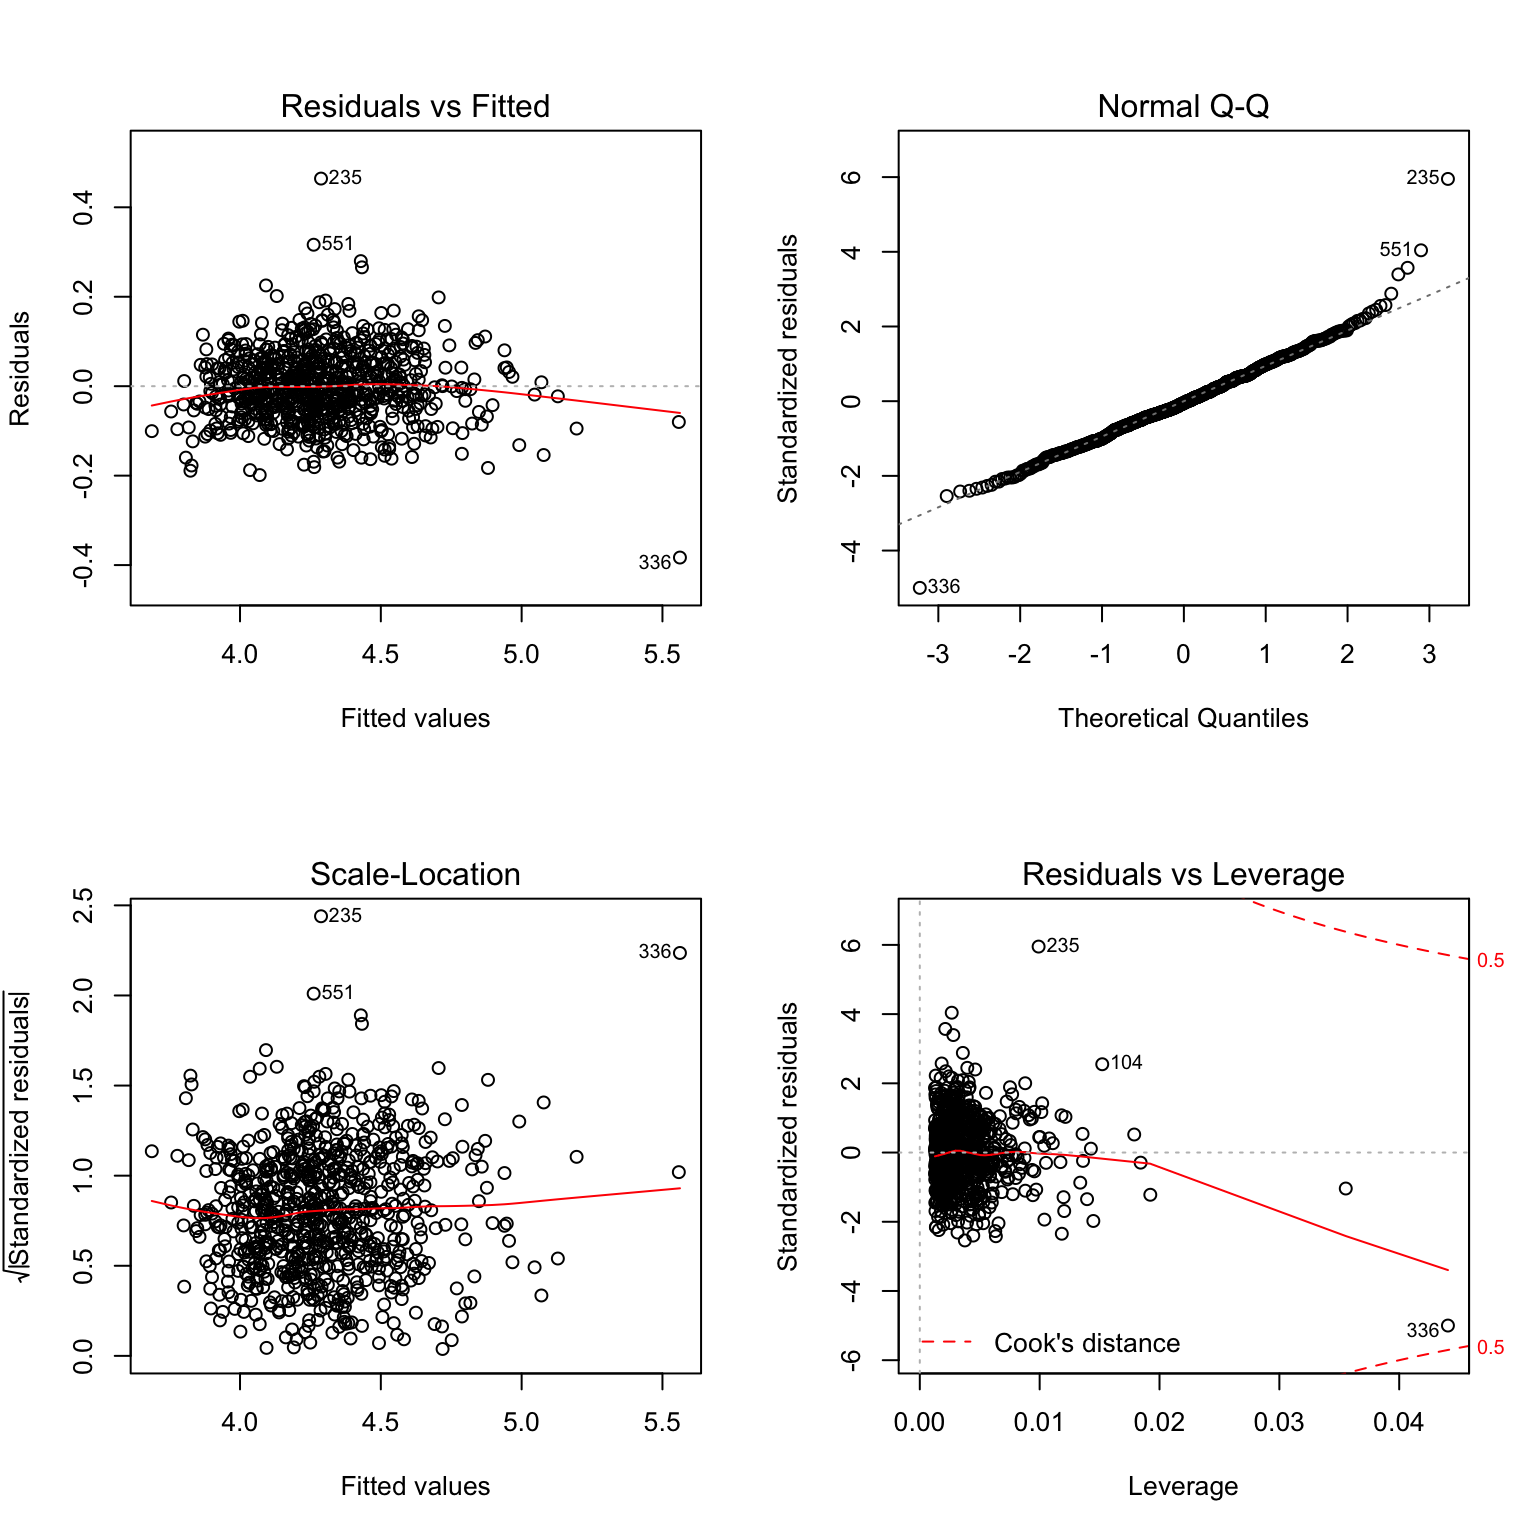 Residuals vs Fitted
Residuals
0.4
0.2
0.0
-0.2
-0.4
235
551
336
4.0 4.5 5.0 5.5
Fitted values
Normal Q-Q
Standardized residuals
6
4
2
0
-2
-4
235
551
336
-3 -2 -1 0 1 2 3
Theoretical Quantiles
Scale-Location
√|Standardized residuals|
2.5
2.0
1.5
1.0
0.5
0.0
235
336
551
4.0 4.5 5.0 5.5
Fitted values
Residuals vs Leverage
Standardized residuals
6
4
2
0
-2
-4
-6
235
104
336
0.5
0.5
Cook's distance
0.00 0.01 0.02 0.03 0.04
Leverage